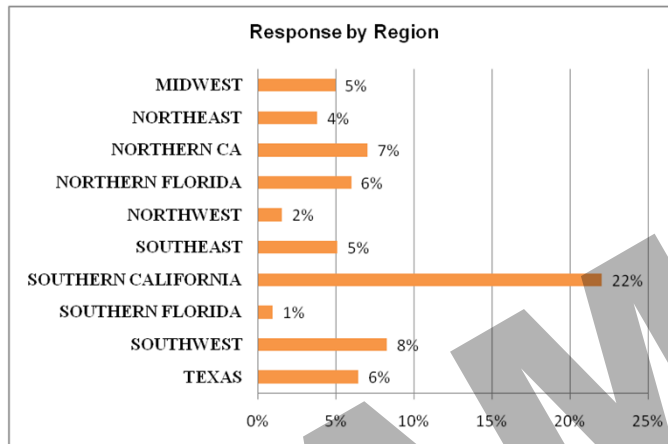 Response by Region
MIDWEST 5%
NORTHEAST 4%
NORTHERN CA 7%
NORTHERN FLORIDA 6%
NORTHWEST 2%
SOUTHEAST 5%
SOUTHERN CALIFORNIA 22%
SOUTHERN FLORIDA 1%
SOUTHWEST 8%
TEXAS 6%
0% 5% 10% 15% 20% 25%